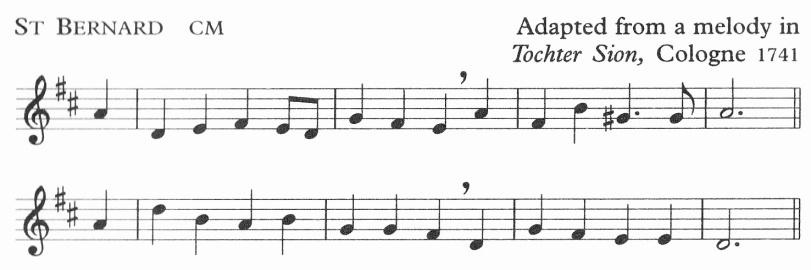 ST BERNARD CM
Adapted from a melody in
Tochter Sion, Cologne 1741